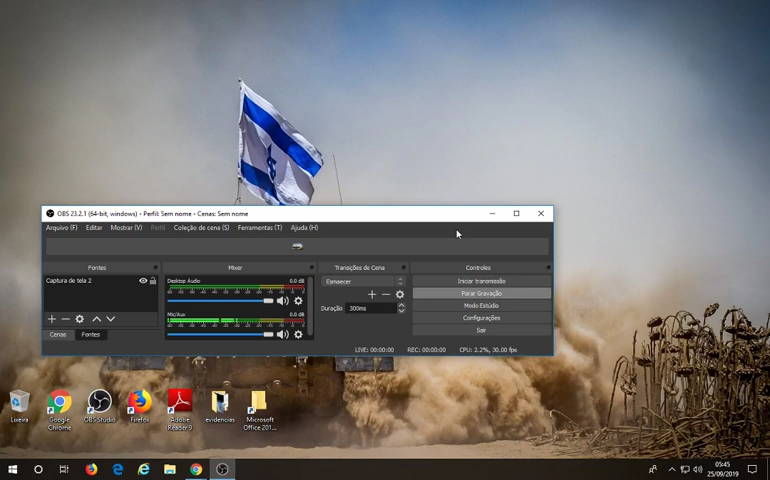 OBS 23.2.1 (64-bit, windows) - Perfil: Sem nome - Cenas: Sem nome
Arquivo (F) Editar Mostrar (V) Perfil Coleção de cena (S) Ferramentas (T) Ajuda (H)
Fontes Mixer Transições de Cena Controles
Captura de tela 2
Desktop Audio 0.0 dB
Mic/Aux 0.0 dB
Esmaecer
Duração 300ms
Iniciar transmissão
Parar Gravação
Modo Estúdio
Configurações
Sair
Cenas Fontes
LIVE: 00:00:00 REC: 00:00:00 CPU: 2.2%, 30.00 fps
Lixeira
Google Chrome
OBS Studio
Firefox
Adobe Reader 9
evidencias
Microsoft Office 201...
05:45
25/09/2019